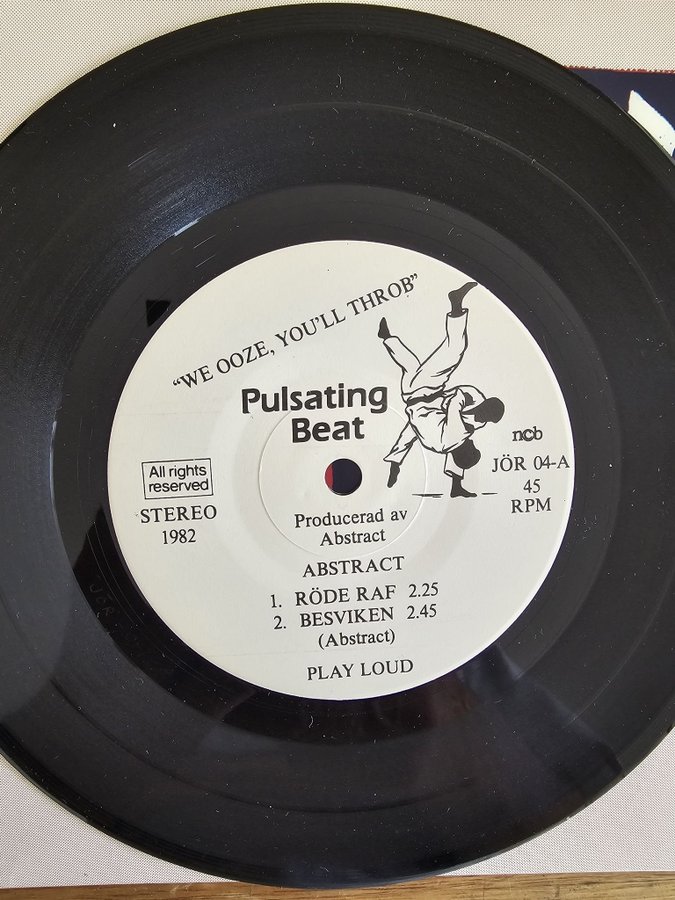 “WE OOZE, YOU'LL THROB”
Pulsating
Beat
ncb
All rights
reserved
JÖR 04-A
STEREO
45
1982
RPM
Producerad av
Abstract
ABSTRACT
1. RÖDE RAF 2.25
2. BESVIKEN 2.45
(Abstract)
PLAY LOUD